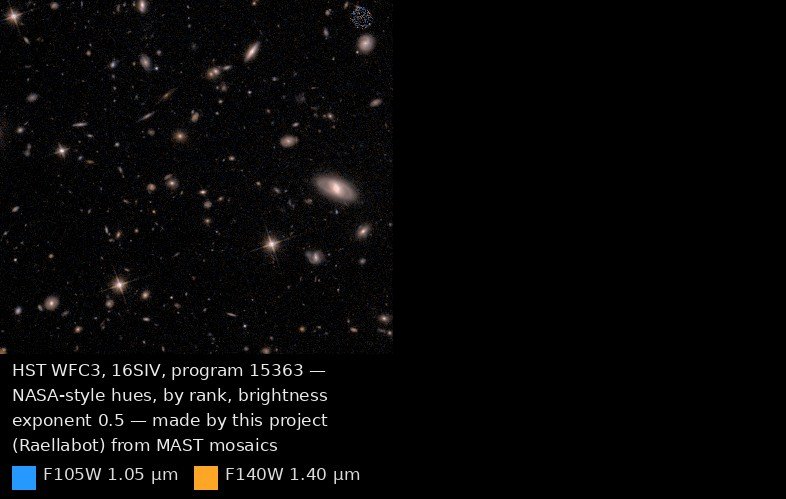 HST WFC3, 16SIV, program 15363 —
NASA-style hues, by rank, brightness
exponent 0.5 — made by this project
(Raellabot) from MAST mosaics
F105W 1.05 μm F140W 1.40 μm